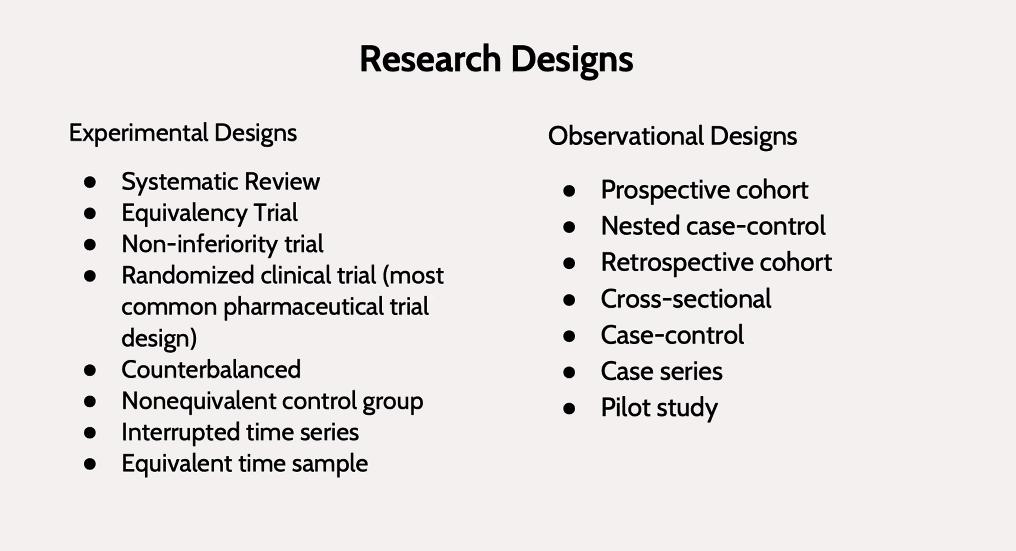 Research Designs
Experimental Designs
● Systematic Review
● Equivalency Trial
● Non-inferiority trial
● Randomized clinical trial (most
common pharmaceutical trial
design)
● Counterbalanced
● Nonequivalent control group
● Interrupted time series
● Equivalent time sample
Observational Designs
● Prospective cohort
● Nested case-control
● Retrospective cohort
● Cross-sectional
● Case-control
● Case series
● Pilot study